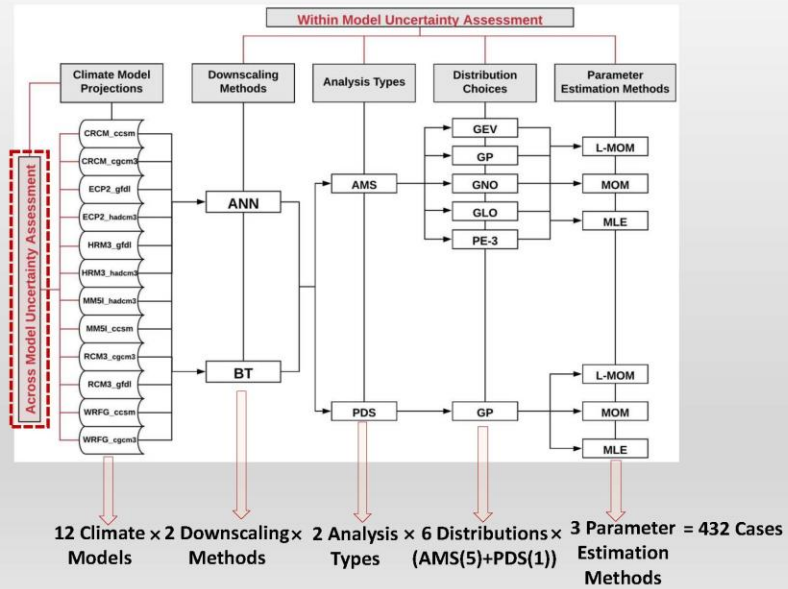 Within Model Uncertainty Assessment
Climate Model
Projections
Downscaling
Methods
Analysis Types
Distribution
Choices
Parameter
Estimation Methods
Across Model Uncertainty Assessment
CRCM_ccsm
CRCM_cgcm3
ECP2_gfdl
ECP2_hadcm3
HRM3_gfdl
HRM3_hadcm3
MM5I_hadcm3
MM5I_ccsm
RCM3_cgcm3
RCM3_gfdl
WRFG_ccsm
WRFG_cgcm3
ANN
BT
AMS
PDS
GEV
GP
GNO
GLO
PE-3
GP
L-MOM
MOM
MLE
L-MOM
MOM
MLE
12 Climate × 2 Downscaling × 2 Analysis × 6 Distributions × 3 Parameter = 432 Cases
Models Methods Types (AMS(5)+PDS(1)) Estimation
Methods